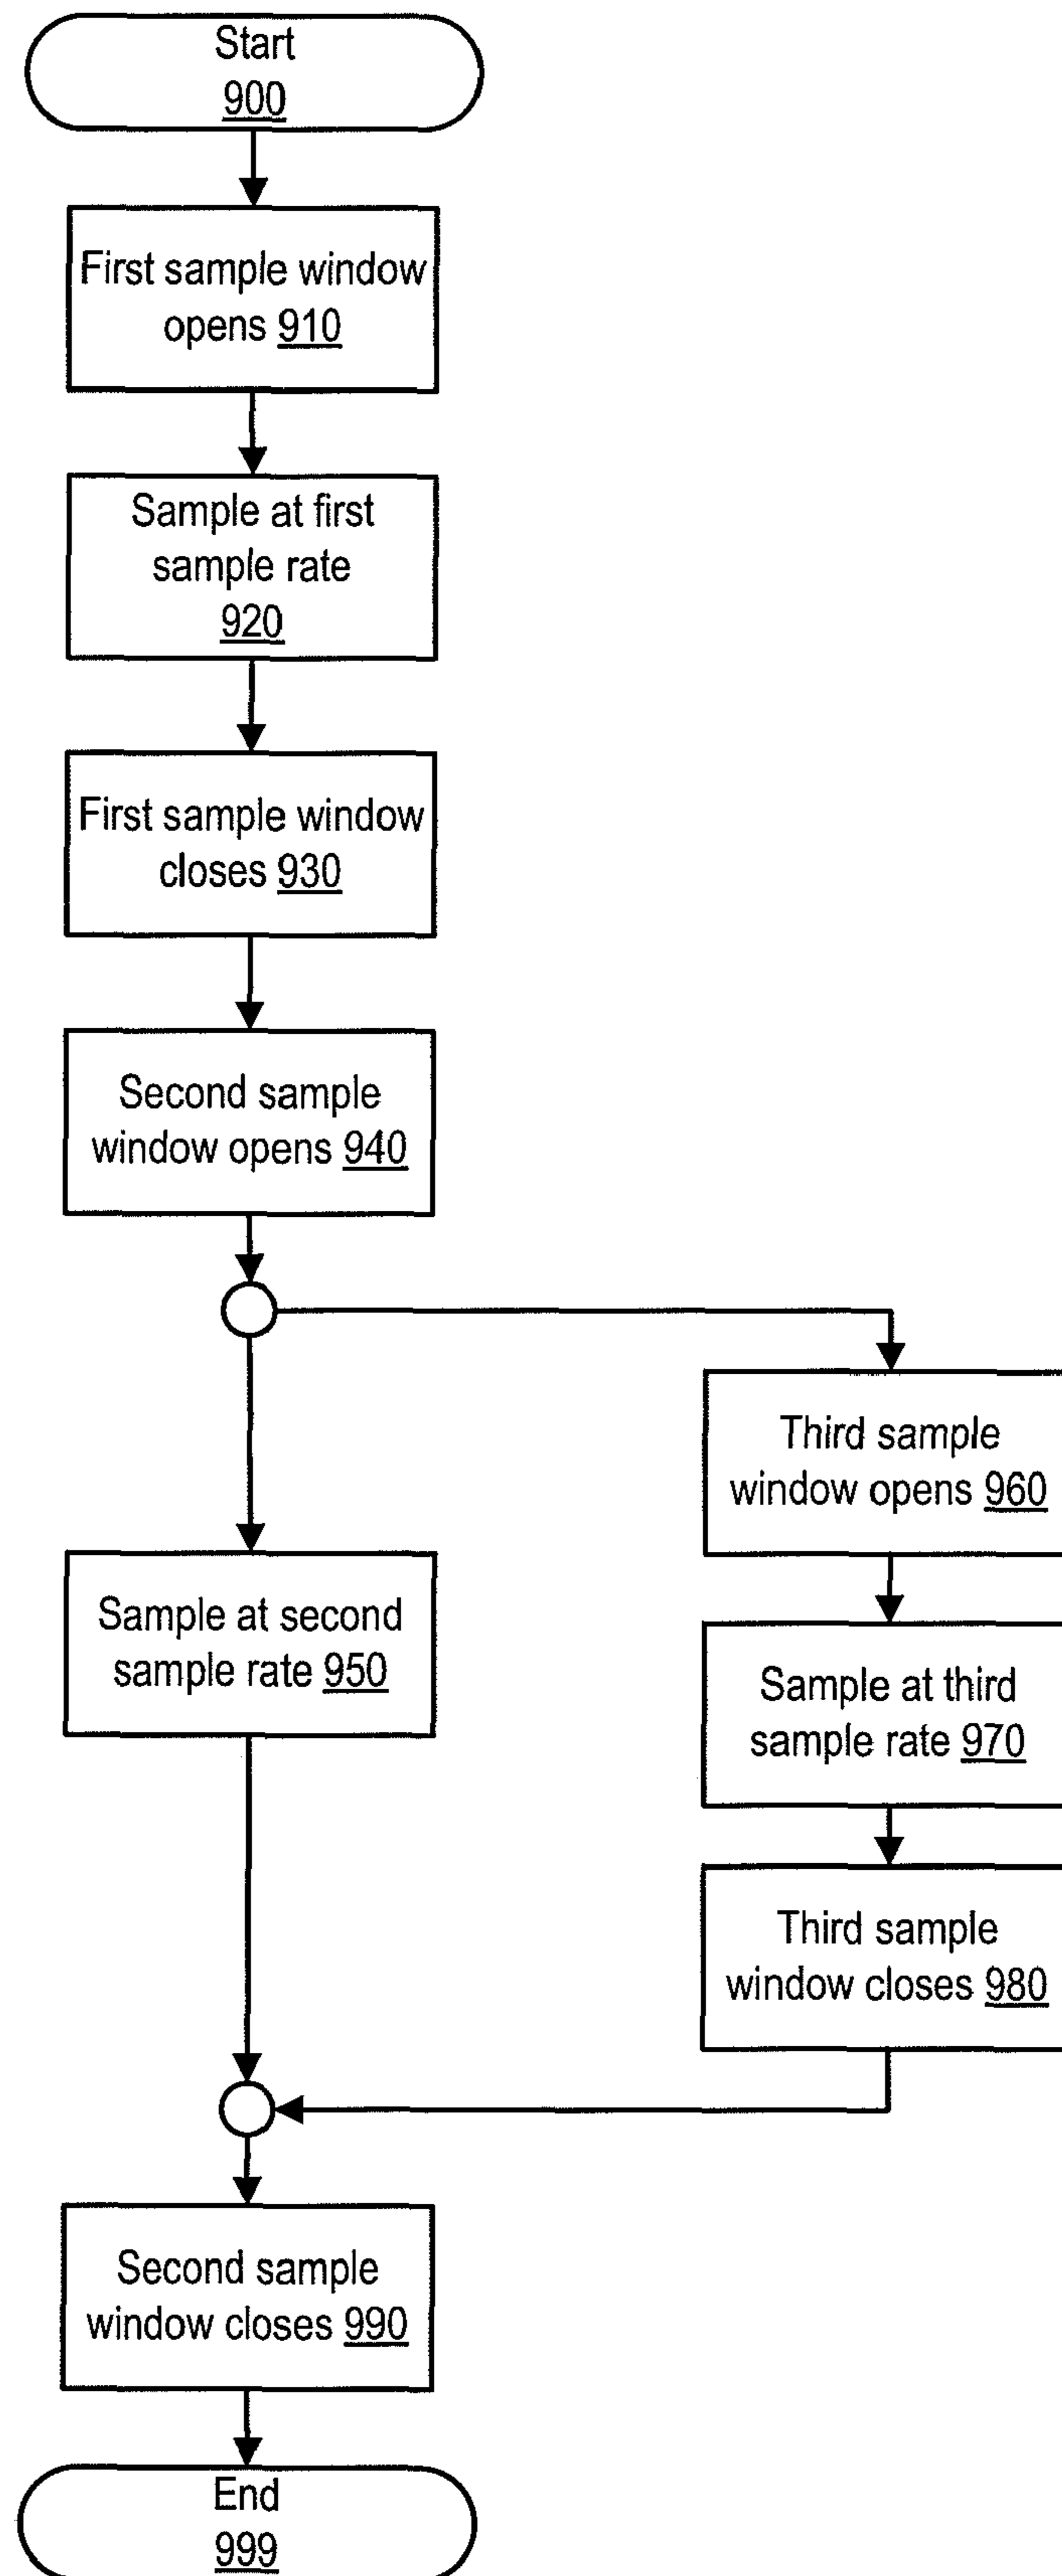 Start
900
First sample window
opens 910
Sample at first
sample rate
920
First sample window
closes 930
Second sample
window opens 940
Third sample
window opens 960
Sample at second
sample rate 950
Sample at third
sample rate 970
Third sample
window closes 980
Second sample
window closes 990
End
999